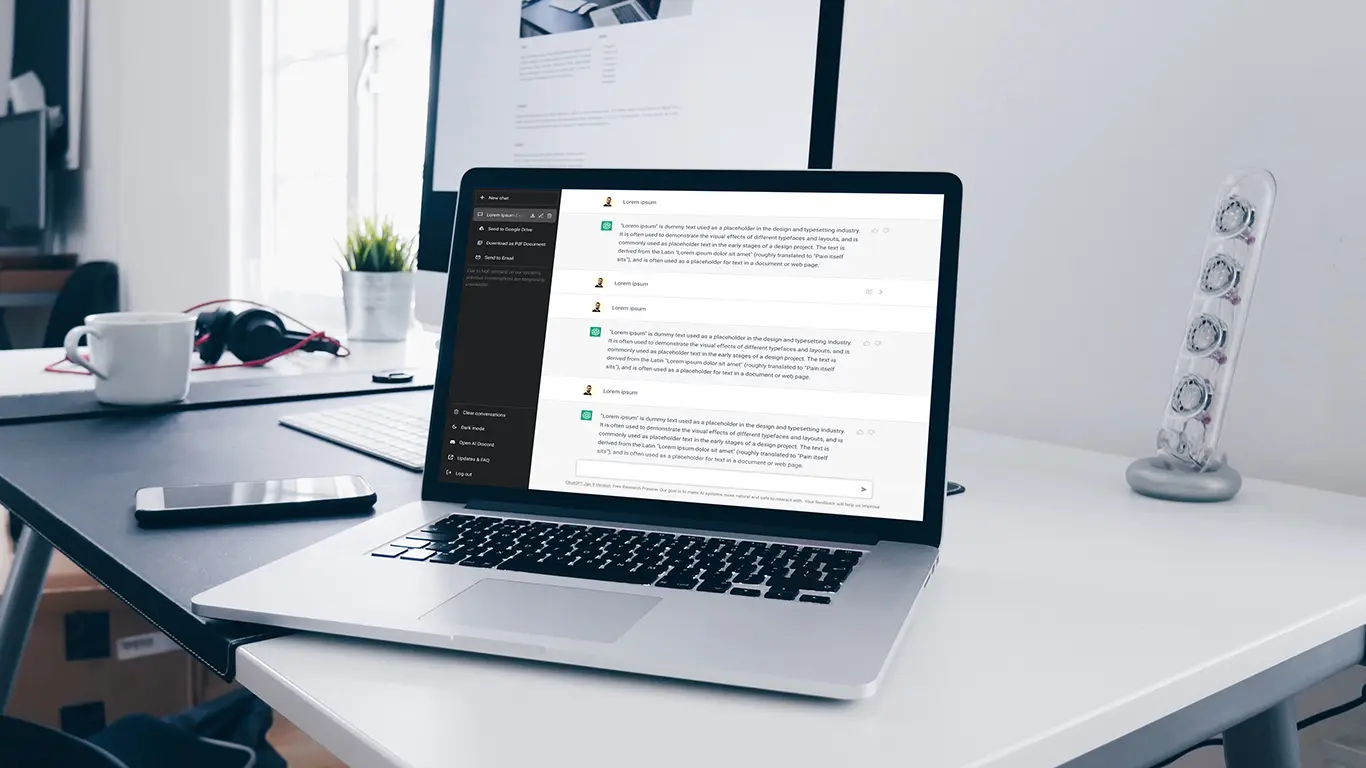 New chat
Lorem ipsum
Send to Google Drive
Download as Pdf Document
Send to Email
Clear conversations
Dark mode
Open AI Discord
Updates & FAQ
Log out
Lorem ipsum
"Lorem ipsum" is dummy text used as a placeholder in the design and typesetting industry.
It is often used to demonstrate the visual effects of different typefaces and layouts, and is
commonly used as placeholder text in the early stages of a design project. The text is
derived from the Latin "Lorem ipsum dolor sit amet" (roughly translated to "Pain itself
sits"), and is often used as a placeholder for text in a document or web page.
Lorem ipsum
Lorem ipsum
"Lorem ipsum" is dummy text used as a placeholder in the design and typesetting industry.
It is often used to demonstrate the visual effects of different typefaces and layouts, and is
commonly used as placeholder text in the early stages of a design project. The text is
derived from the Latin "Lorem ipsum dolor sit amet" (roughly translated to "Pain itself
sits"), and is often used as a placeholder for text in a document or web page.
Lorem ipsum
"Lorem ipsum" is dummy text used as a placeholder in the design and typesetting industry.
It is often used to demonstrate the visual effects of different typefaces and layouts, and is
commonly used as placeholder text in the early stages of a design project. The text is
derived from the Latin "Lorem ipsum dolor sit amet" (roughly translated to "Pain itself
sits"), and is often used as a placeholder for text in a document or web page.
ChatGPT Jan 9 Version. Free Research Preview. Our goal is to make AI systems more natural and safe to interact with. Your feedback will help us improve